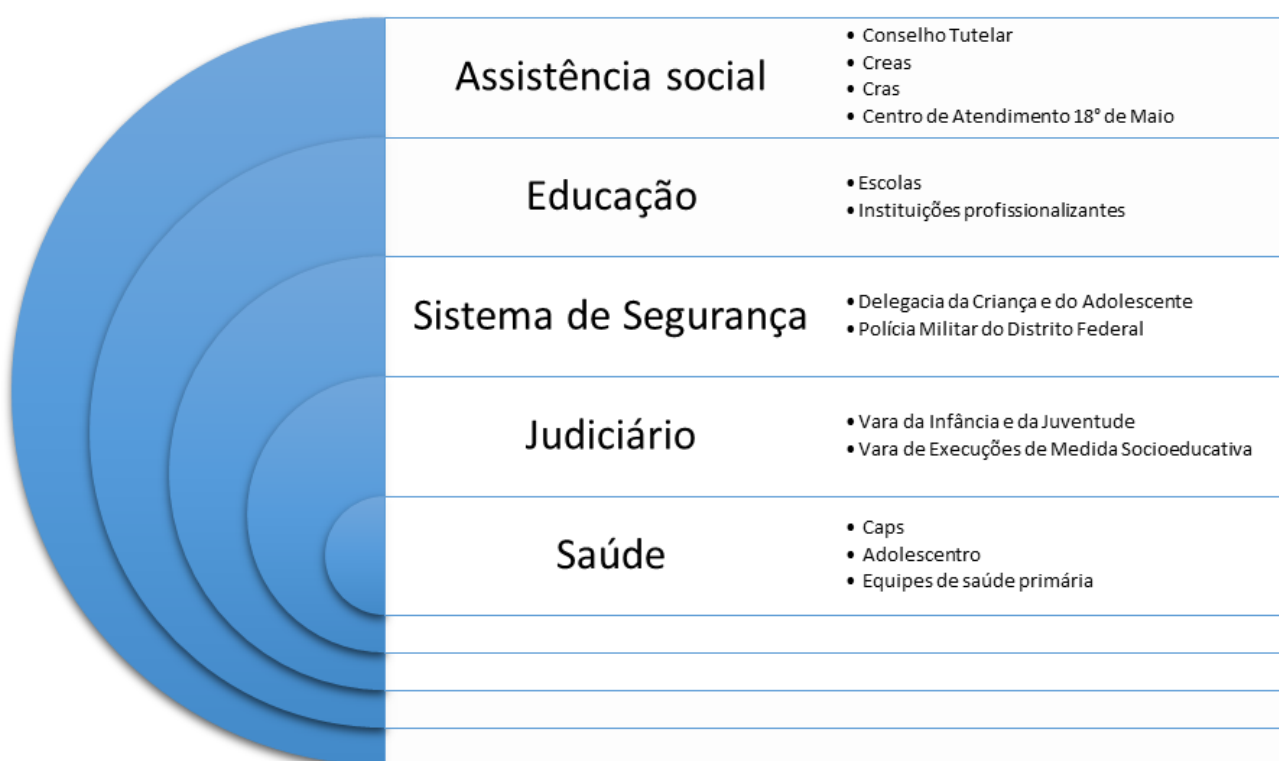 Assistência social
• Conselho Tutelar
• Creas
• Cras
• Centro de Atendimento 18° de Maio
Educação
• Escolas
• Instituições profissionalizantes
Sistema de Segurança
• Delegacia da Criança e do Adolescente
• Polícia Militar do Distrito Federal
Judiciário
• Vara da Infância e da Juventude
• Vara de Execuções de Medida Socioeducativa
Saúde
• Caps
• Adolescentro
• Equipes de saúde primária